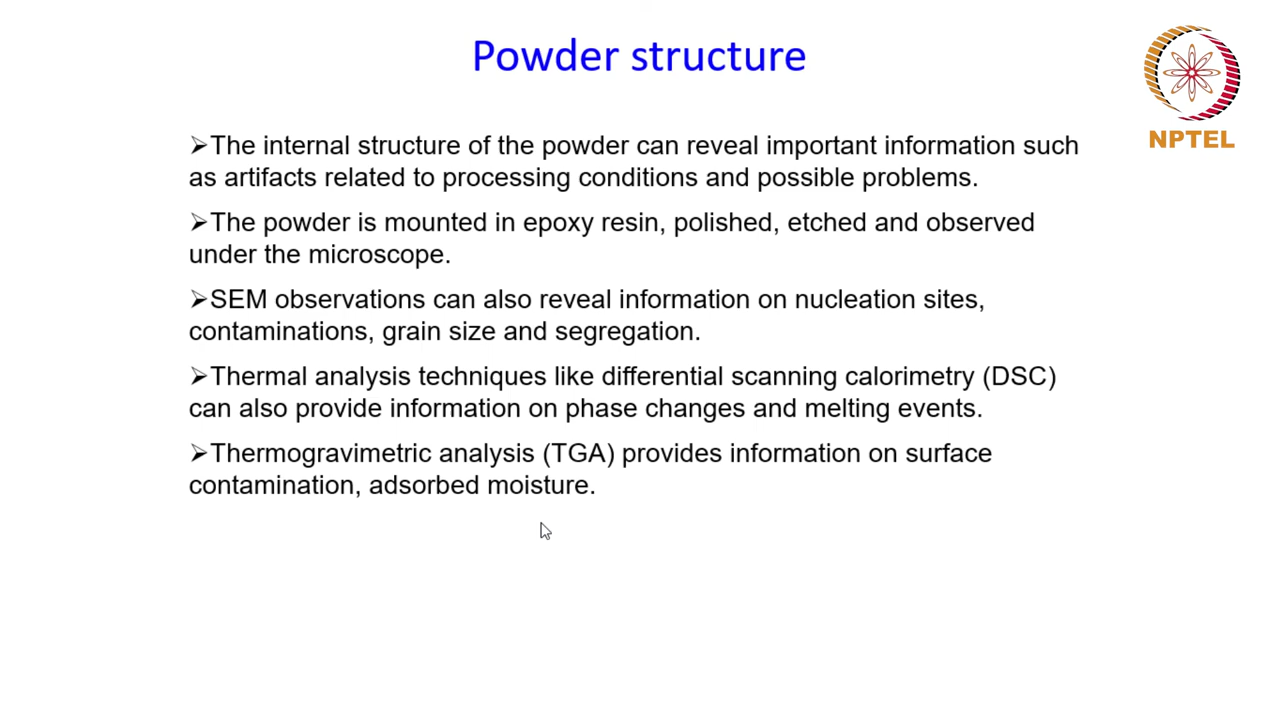 Powder structure
NPTEL
➢The internal structure of the powder can reveal important information such
as artifacts related to processing conditions and possible problems.
➢The powder is mounted in epoxy resin, polished, etched and observed
under the microscope.
➢SEM observations can also reveal information on nucleation sites,
contaminations, grain size and segregation.
➢Thermal analysis techniques like differential scanning calorimetry (DSC)
can also provide information on phase changes and melting events.
➢Thermogravimetric analysis (TGA) provides information on surface
contamination, adsorbed moisture.